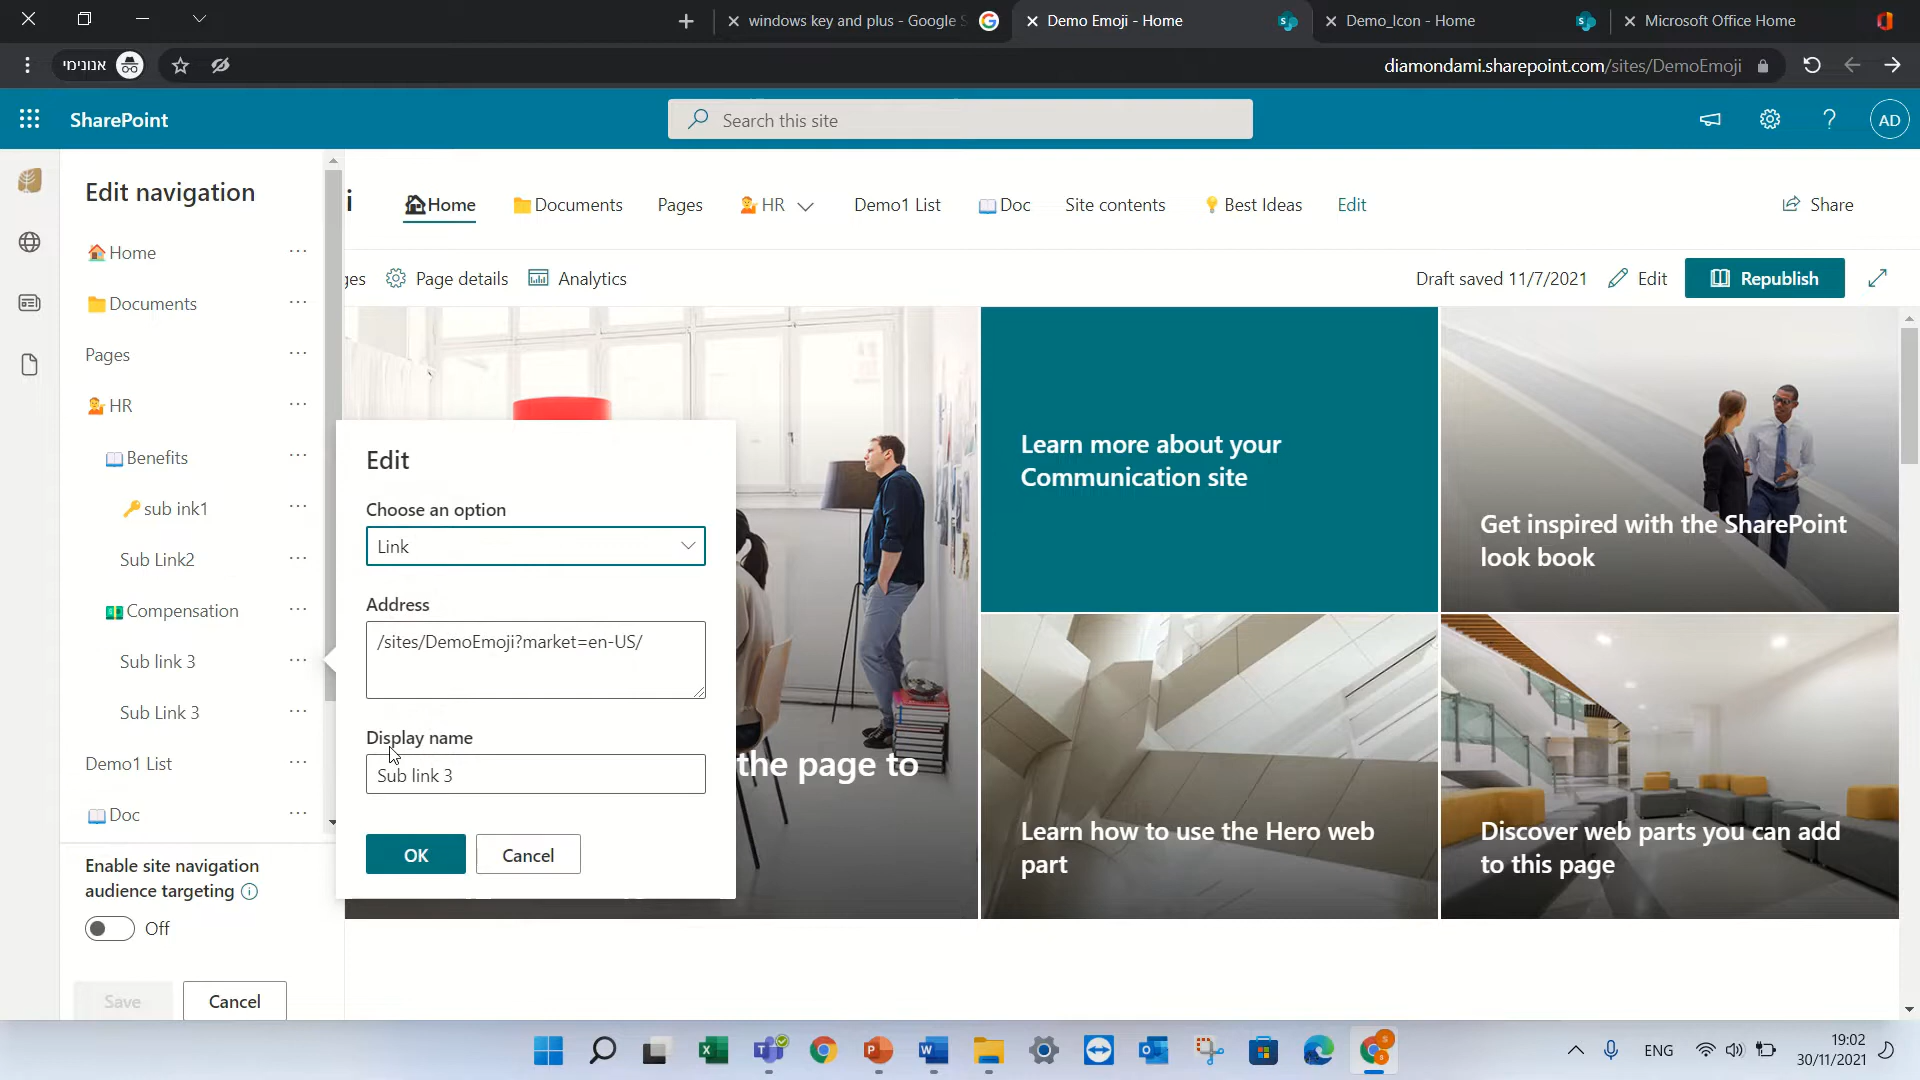 windows key and plus - Google S
Demo Emoji - Home
Demo_Icon - Home
Microsoft Office Home
אנונימי
diamondami.sharepoint.com/sites/DemoEmoji
SharePoint
Search this site
AD
Edit navigation
Home
Documents
Pages
HR
Benefits
sub ink1
Sub Link2
Compensation
Sub link 3
Sub Link 3
Demo1 List
Doc
Enable site navigation
audience targeting
Off
Save
Cancel
i
Home
Documents
Pages
HR
Demo1 List
Doc
Site contents
Best Ideas
Edit
Share
ges
Page details
Analytics
Draft saved 11/7/2021
Edit
Republish
Edit
Choose an option
Link
Address
/sites/DemoEmoji?market=en-US/
Display name
Sub link 3
OK
Cancel
the page to
Learn more about your
Communication site
Get inspired with the SharePoint
look book
Learn how to use the Hero web
part
Discover web parts you can add
to this page
ENG
19:02
30/11/2021